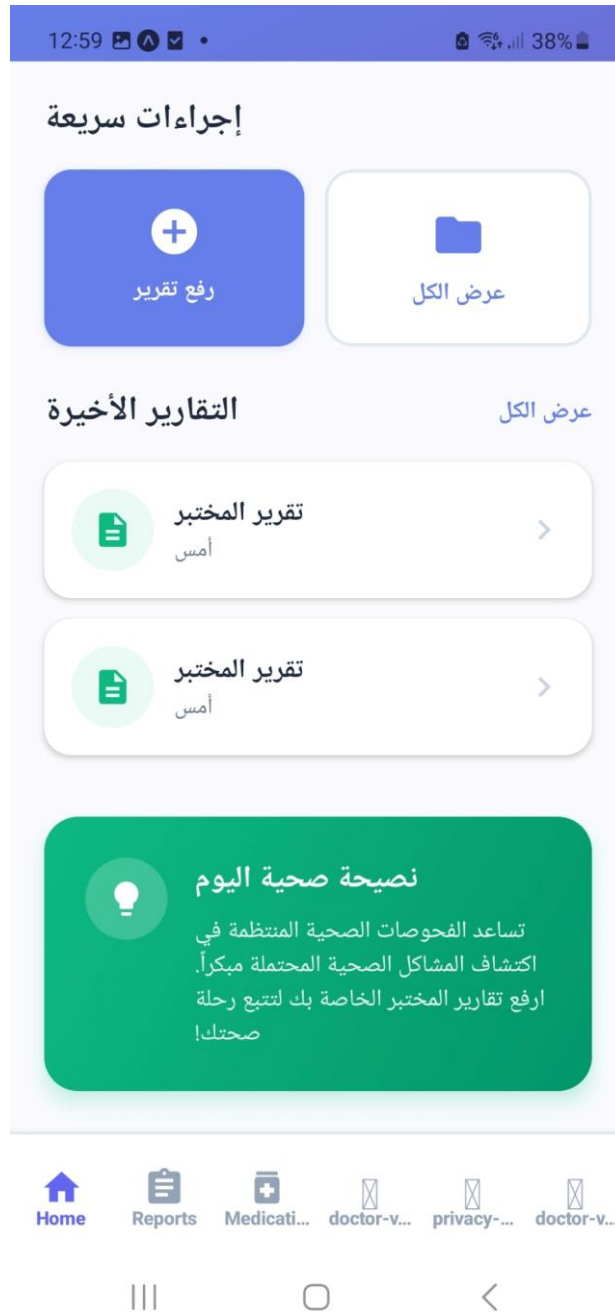 12:59
38%
إجراءات سريعة
رفع تقرير
عرض الكل
التقارير الأخيرة
عرض الكل
تقرير المختبر
أمس
تقرير المختبر
أمس
نصيحة صحية اليوم
تساعد الفحوصات الصحية المنتظمة في
اكتشاف المشاكل الصحية المحتملة مبكراً.
ارفع تقارير المختبر الخاصة بك لتتبع رحلة
صحتك!
Home
Reports
Medicati...
doctor-v...
privacy-...
doctor-v...